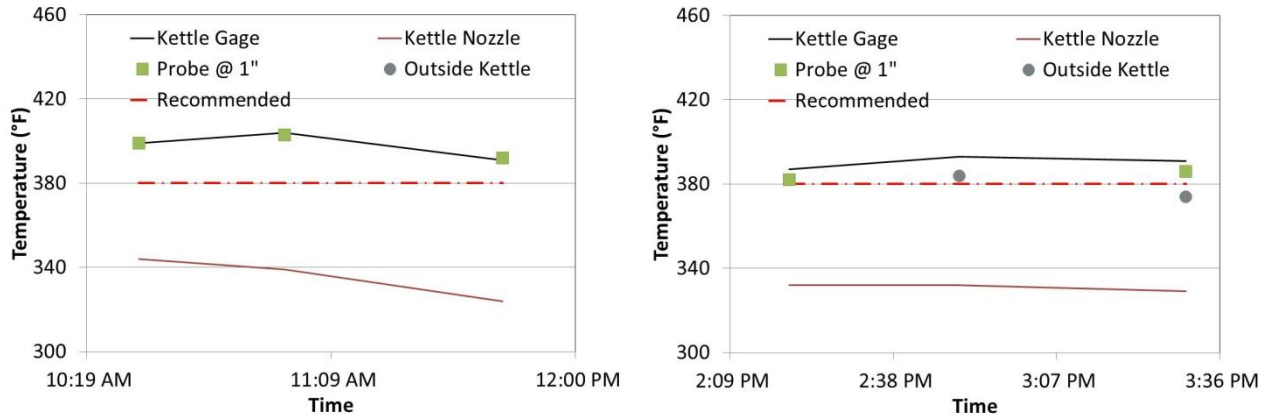 460
420
380
340
300
Temperature (°F)
Kettle Gage
Kettle Nozzle
Probe @ 1"
Outside Kettle
Recommended
10:19 AM
11:09 AM
12:00 PM
Time
460
420
380
340
300
Temperature (°F)
Kettle Gage
Kettle Nozzle
Probe @ 1"
Outside Kettle
Recommended
2:09 PM
2:38 PM
3:07 PM
3:36 PM
Time